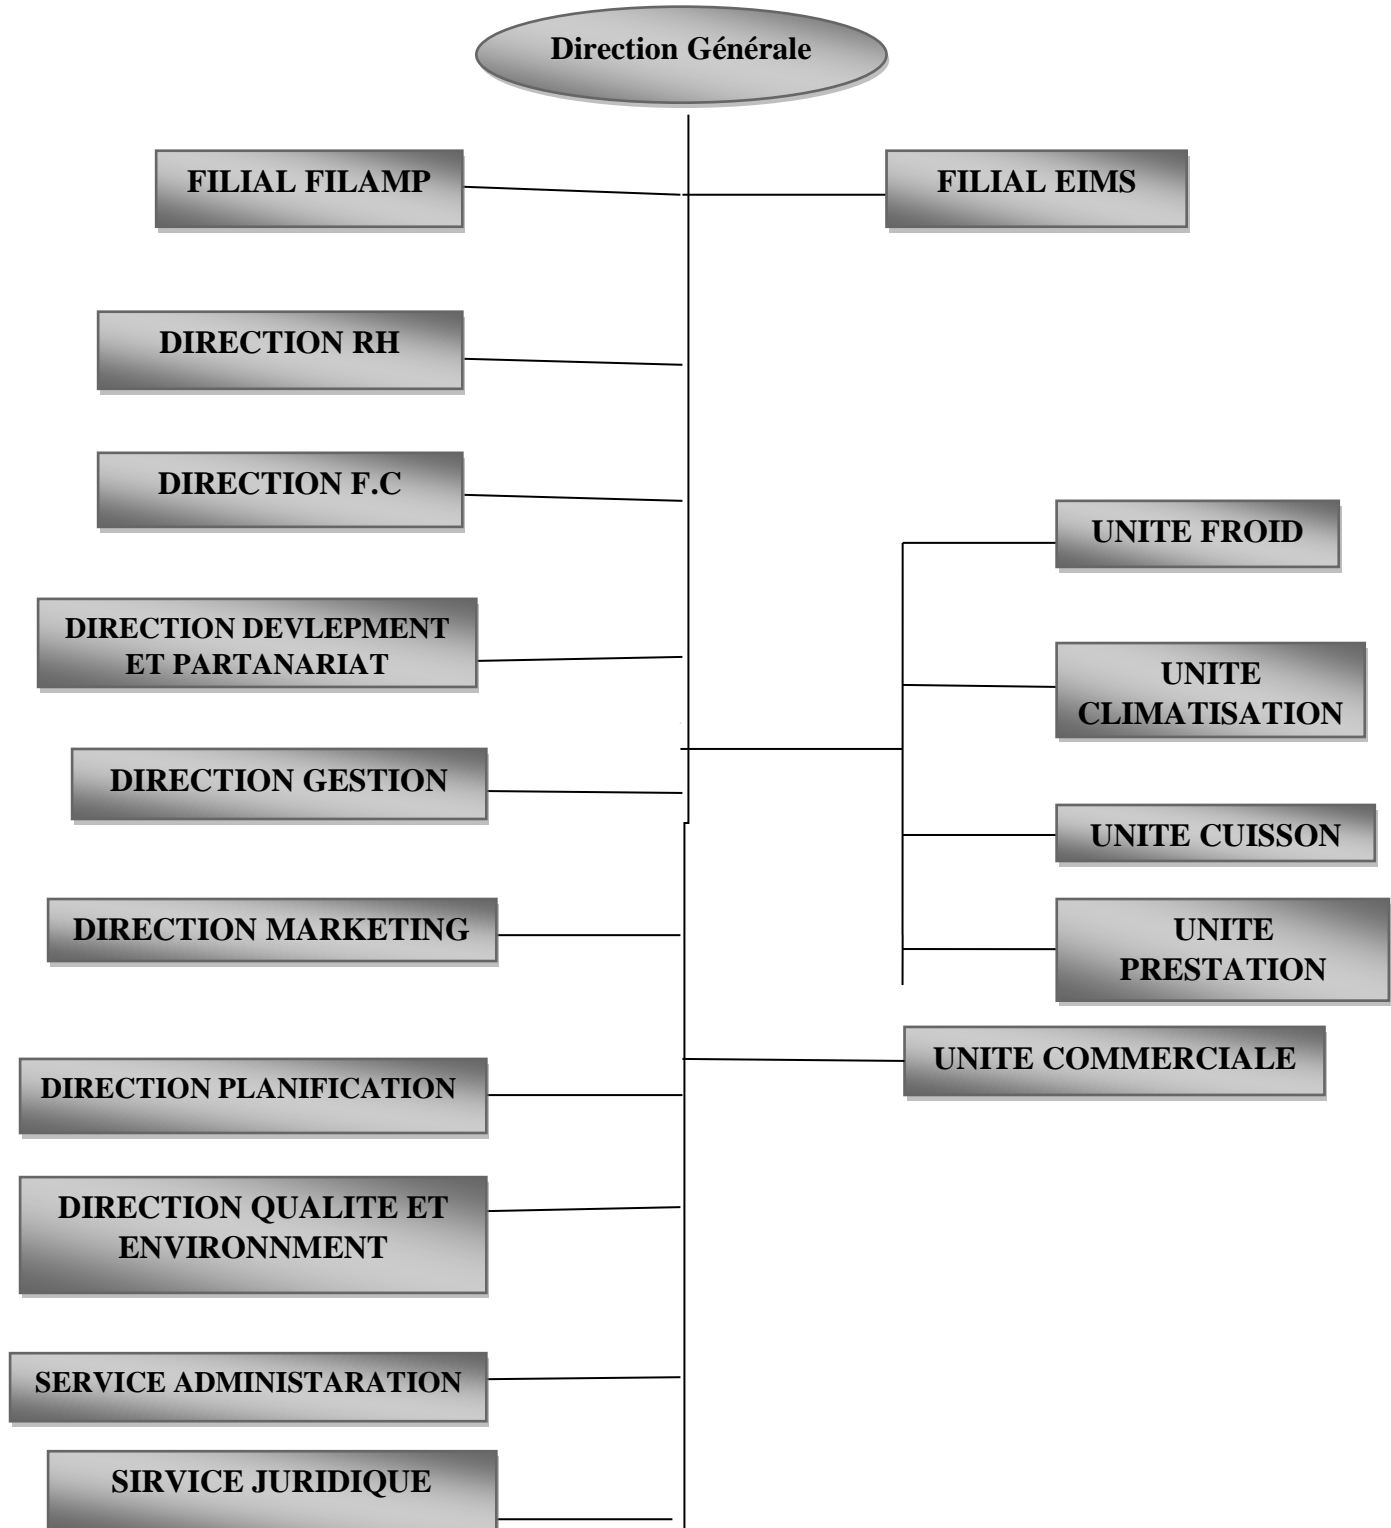 Direction Générale
FILIAL FILAMP
FILIAL EIMS
DIRECTION RH
DIRECTION F.C
UNITE FROID
DIRECTION DEVLEPMENT
ET PARTANARIAT
UNITE
CLIMATISATION
DIRECTION GESTION
UNITE CUISSON
DIRECTION MARKETING
UNITE
PRESTATION
UNITE COMMERCIALE
DIRECTION PLANIFICATION
DIRECTION QUALITE ET
ENVIRONNMENT
SERVICE ADMINISTARATION
SIRVICE JURIDIQUE